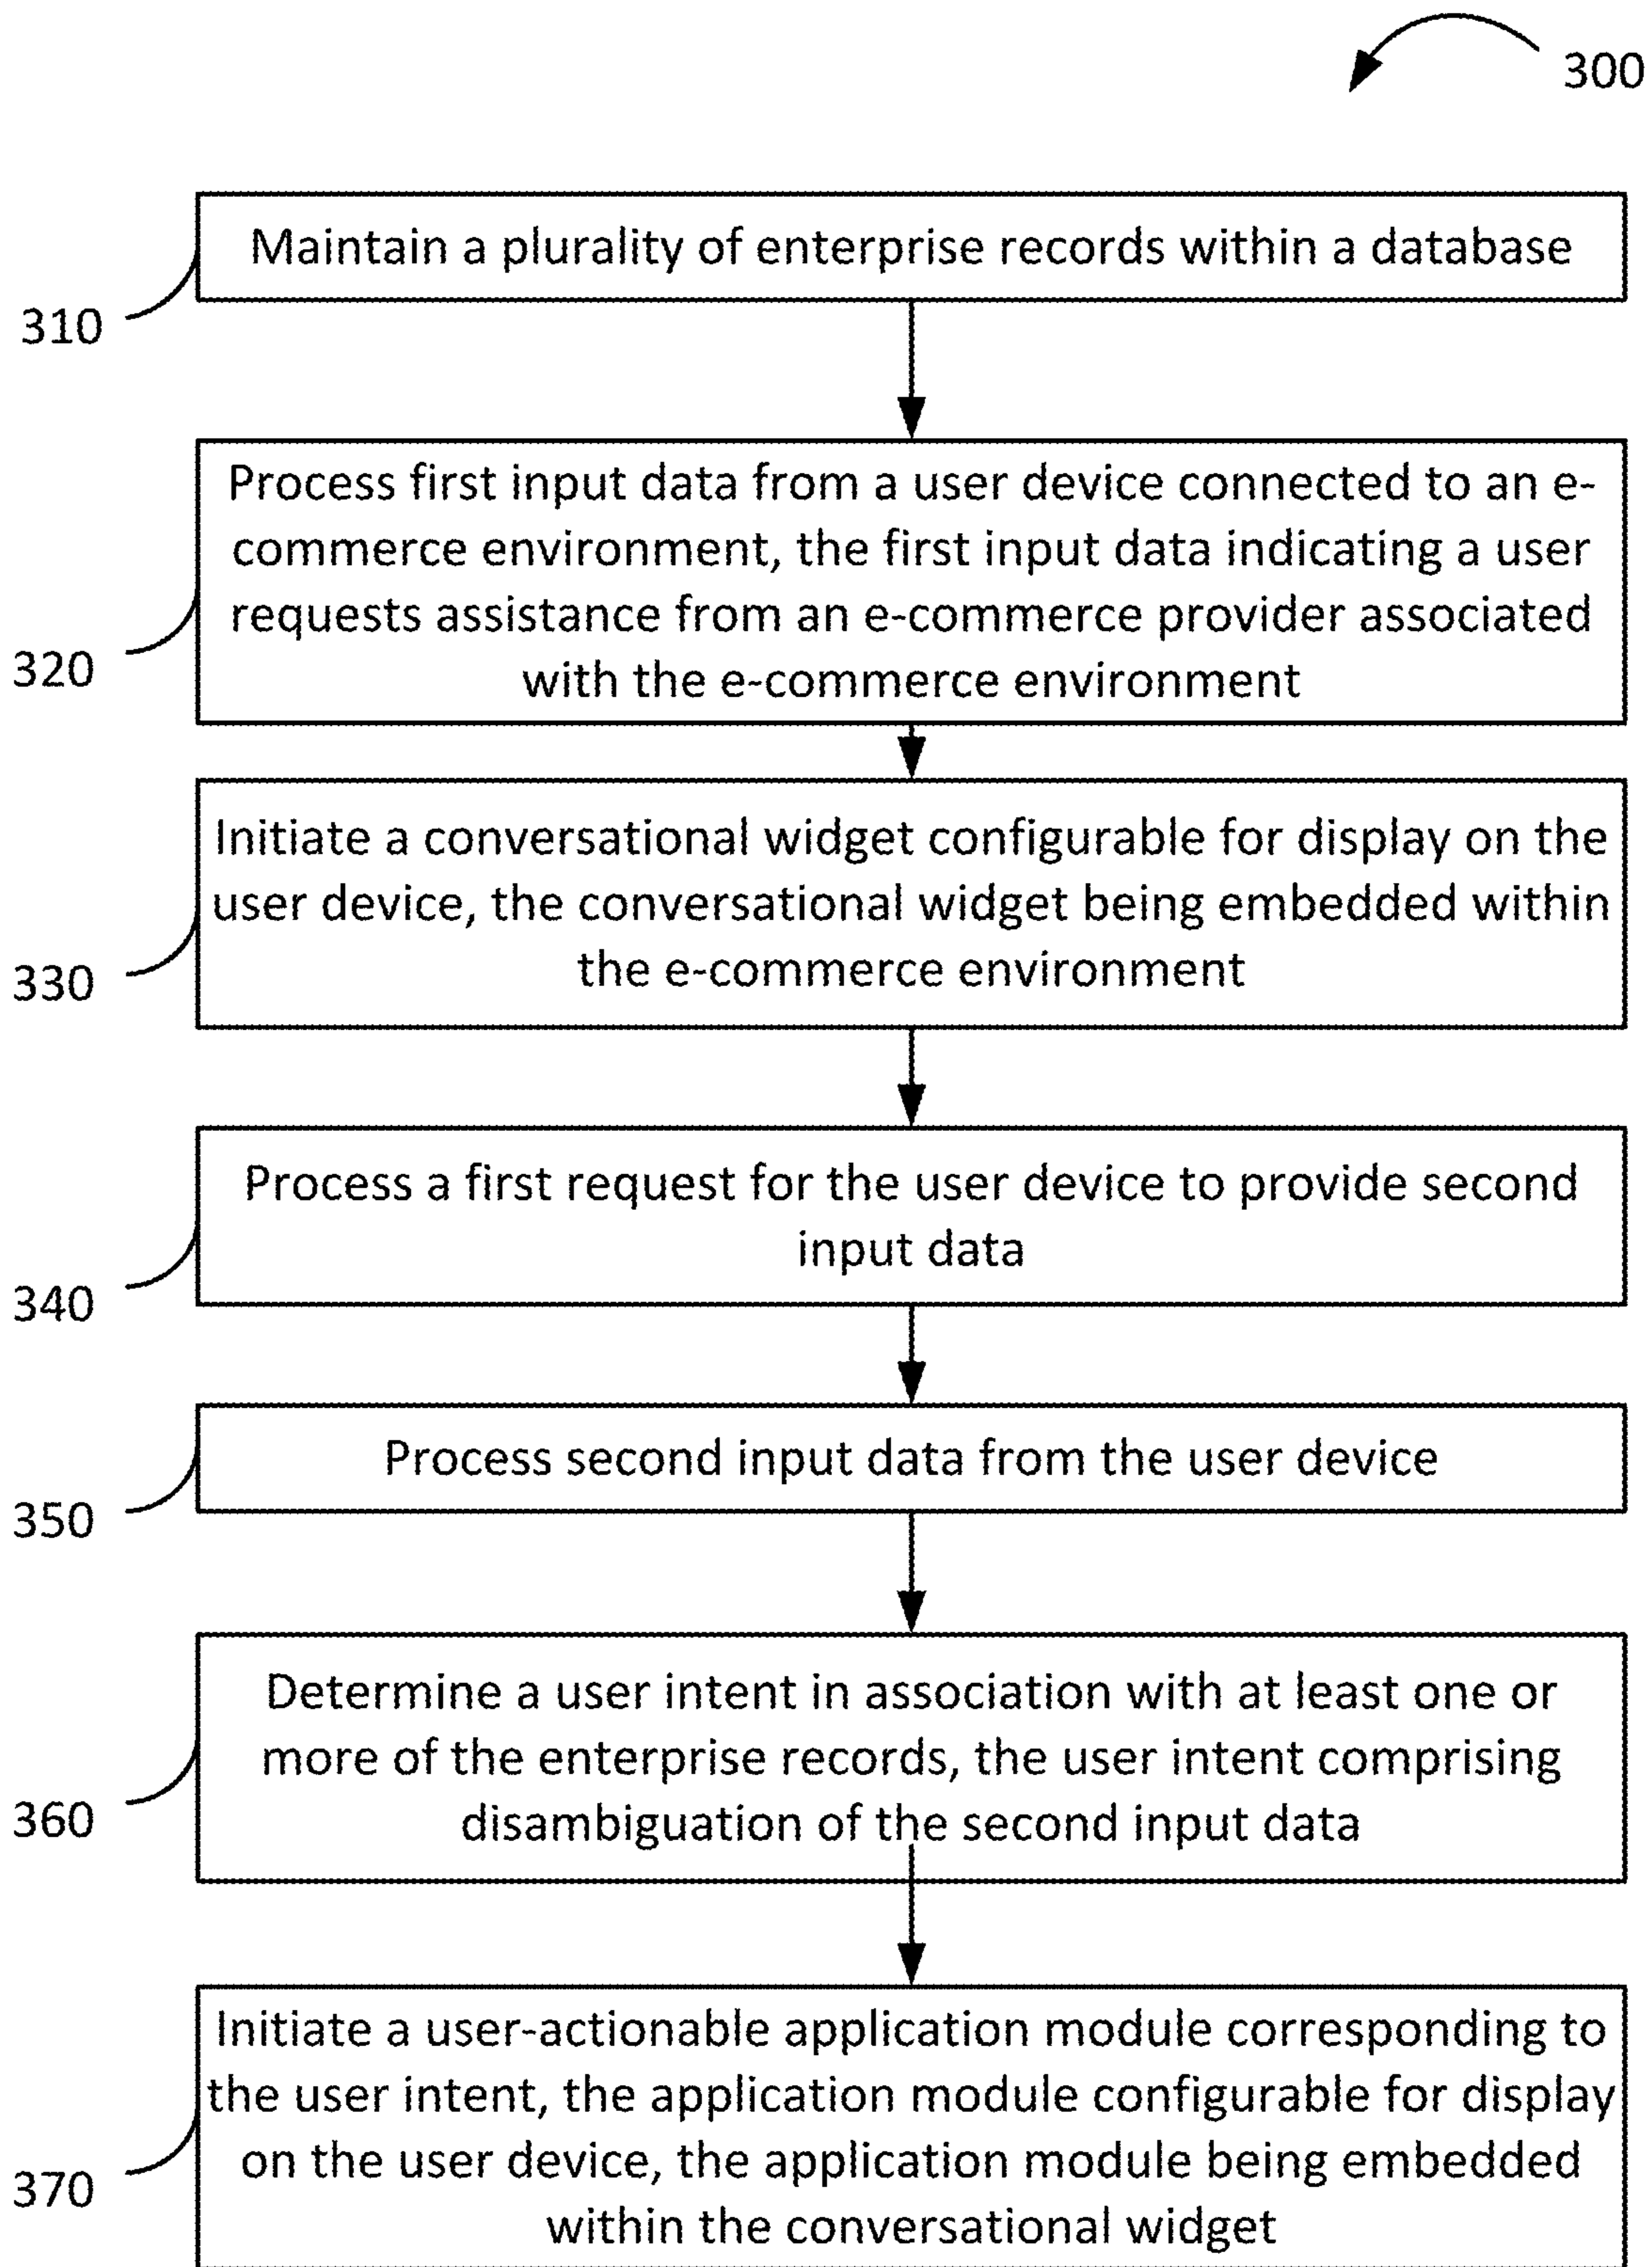 300
Maintain a plurality of enterprise records within a database
310
Process first input data from a user device connected to an e-
commerce environment, the first input data indicating a user
requests assistance from an e-commerce provider associated
with the e-commerce environment
320
Initiate a conversational widget configurable for display on the
user device, the conversational widget being embedded within
the e-commerce environment
330
Process a first request for the user device to provide second
input data
340
Process second input data from the user device
350
Determine a user intent in association with at least one or
more of the enterprise records, the user intent comprising
disambiguation of the second input data
360
Initiate a user-actionable application module corresponding to
the user intent, the application module configurable for display
on the user device, the application module being embedded
within the conversational widget
370